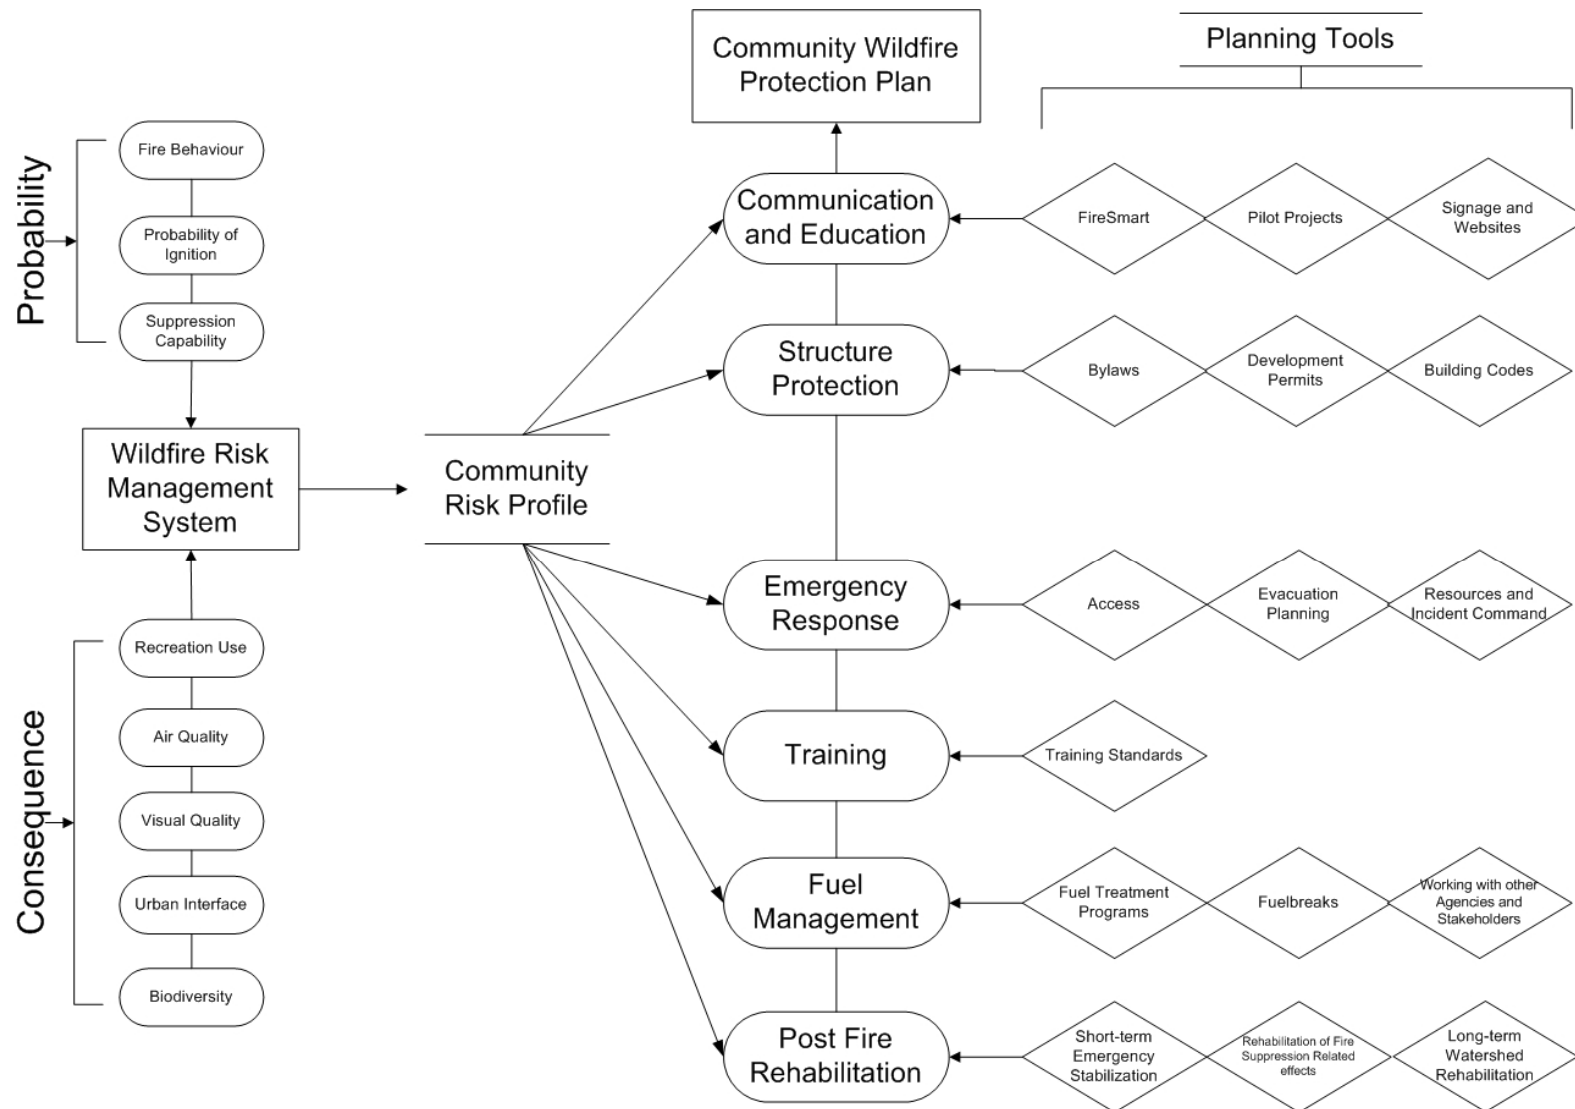 Community Wildfire
Protection Plan
Planning Tools
Probability
Fire Behaviour
Probability of
Ignition
Suppression
Capability
Wildfire Risk
Management
System
Community
Risk Profile
Consequence
Recreation Use
Air Quality
Visual Quality
Urban Interface
Biodiversity
Communication
and Education
FireSmart
Pilot Projects
Signage and
Websites
Structure
Protection
Bylaws
Development
Permits
Building Codes
Emergency
Response
Access
Evacuation
Planning
Resources and
Incident Command
Training
Training Standards
Fuel
Management
Fuel Treatment
Programs
Fuelbreaks
Working with other
Agencies and
Stakeholders
Post Fire
Rehabilitation
Short-term
Emergency
Stabilization
Rehabilitation of Fire
Suppression Related
effects
Long-term
Watershed
Rehabilitation